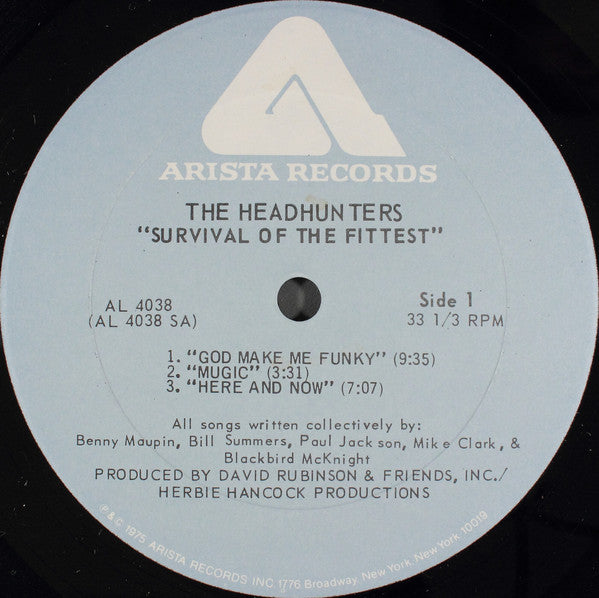 ARISTA RECORDS
THE HEADHUNTERS
"SURVIVAL OF THE FITTEST"
AL 4038
(AL 4038 SA)
Side 1
33 1/3 RPM
1. "GOD MAKE ME FUNKY" (9:35)
2. "MUGIC" (3:31)
3. "HERE AND NOW" (7:07)
All songs written collectively by:
Benny Maupin, Bill Summers, Paul Jackson, Mike Clark, &
Blackbird McKnight
PRODUCED BY DAVID RUBINSON & FRIENDS, INC./
HERBIE HANCOCK PRODUCTIONS
P & C 1975 ARISTA RECORDS INC. 1776 Broadway, New York, New York 10019